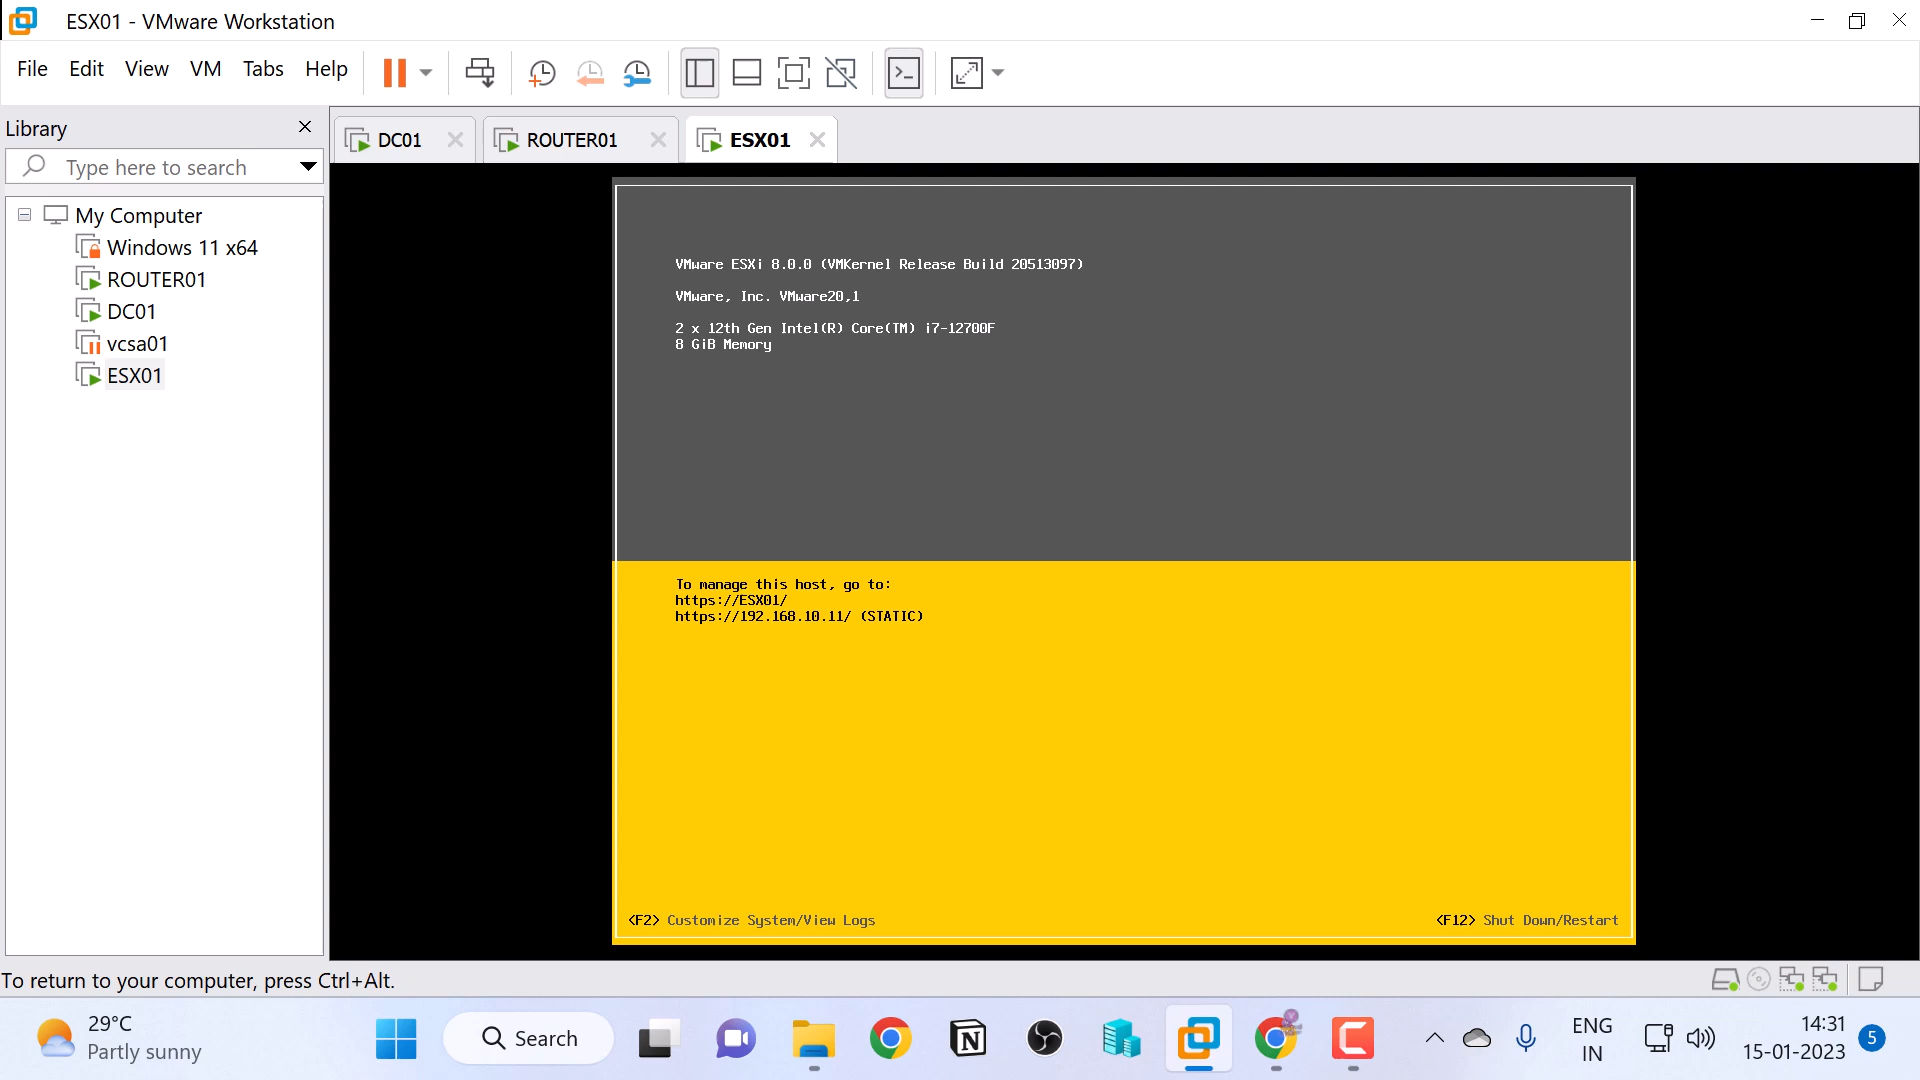 ESX01 - VMware Workstation
File Edit View VM Tabs Help
Library
Type here to search
My Computer
Windows 11 x64
ROUTER01
DC01
vcsa01
ESX01
DC01 ROUTER01 ESX01
VMware ESXi 8.0.0 (VMKernel Release Build 20513097)
VMware, Inc. VMware20,1
2 x 12th Gen Intel(R) Core(TM) i7-12700F
8 GiB Memory
To manage this host, go to:
https://ESX01/
https://192.168.10.11/ (STATIC)
<F2> Customize System/View Logs <F12> Shut Down/Restart
To return to your computer, press Ctrl+Alt.
29°C
Partly sunny
Search
ENG
IN
14:31
15-01-2023
5